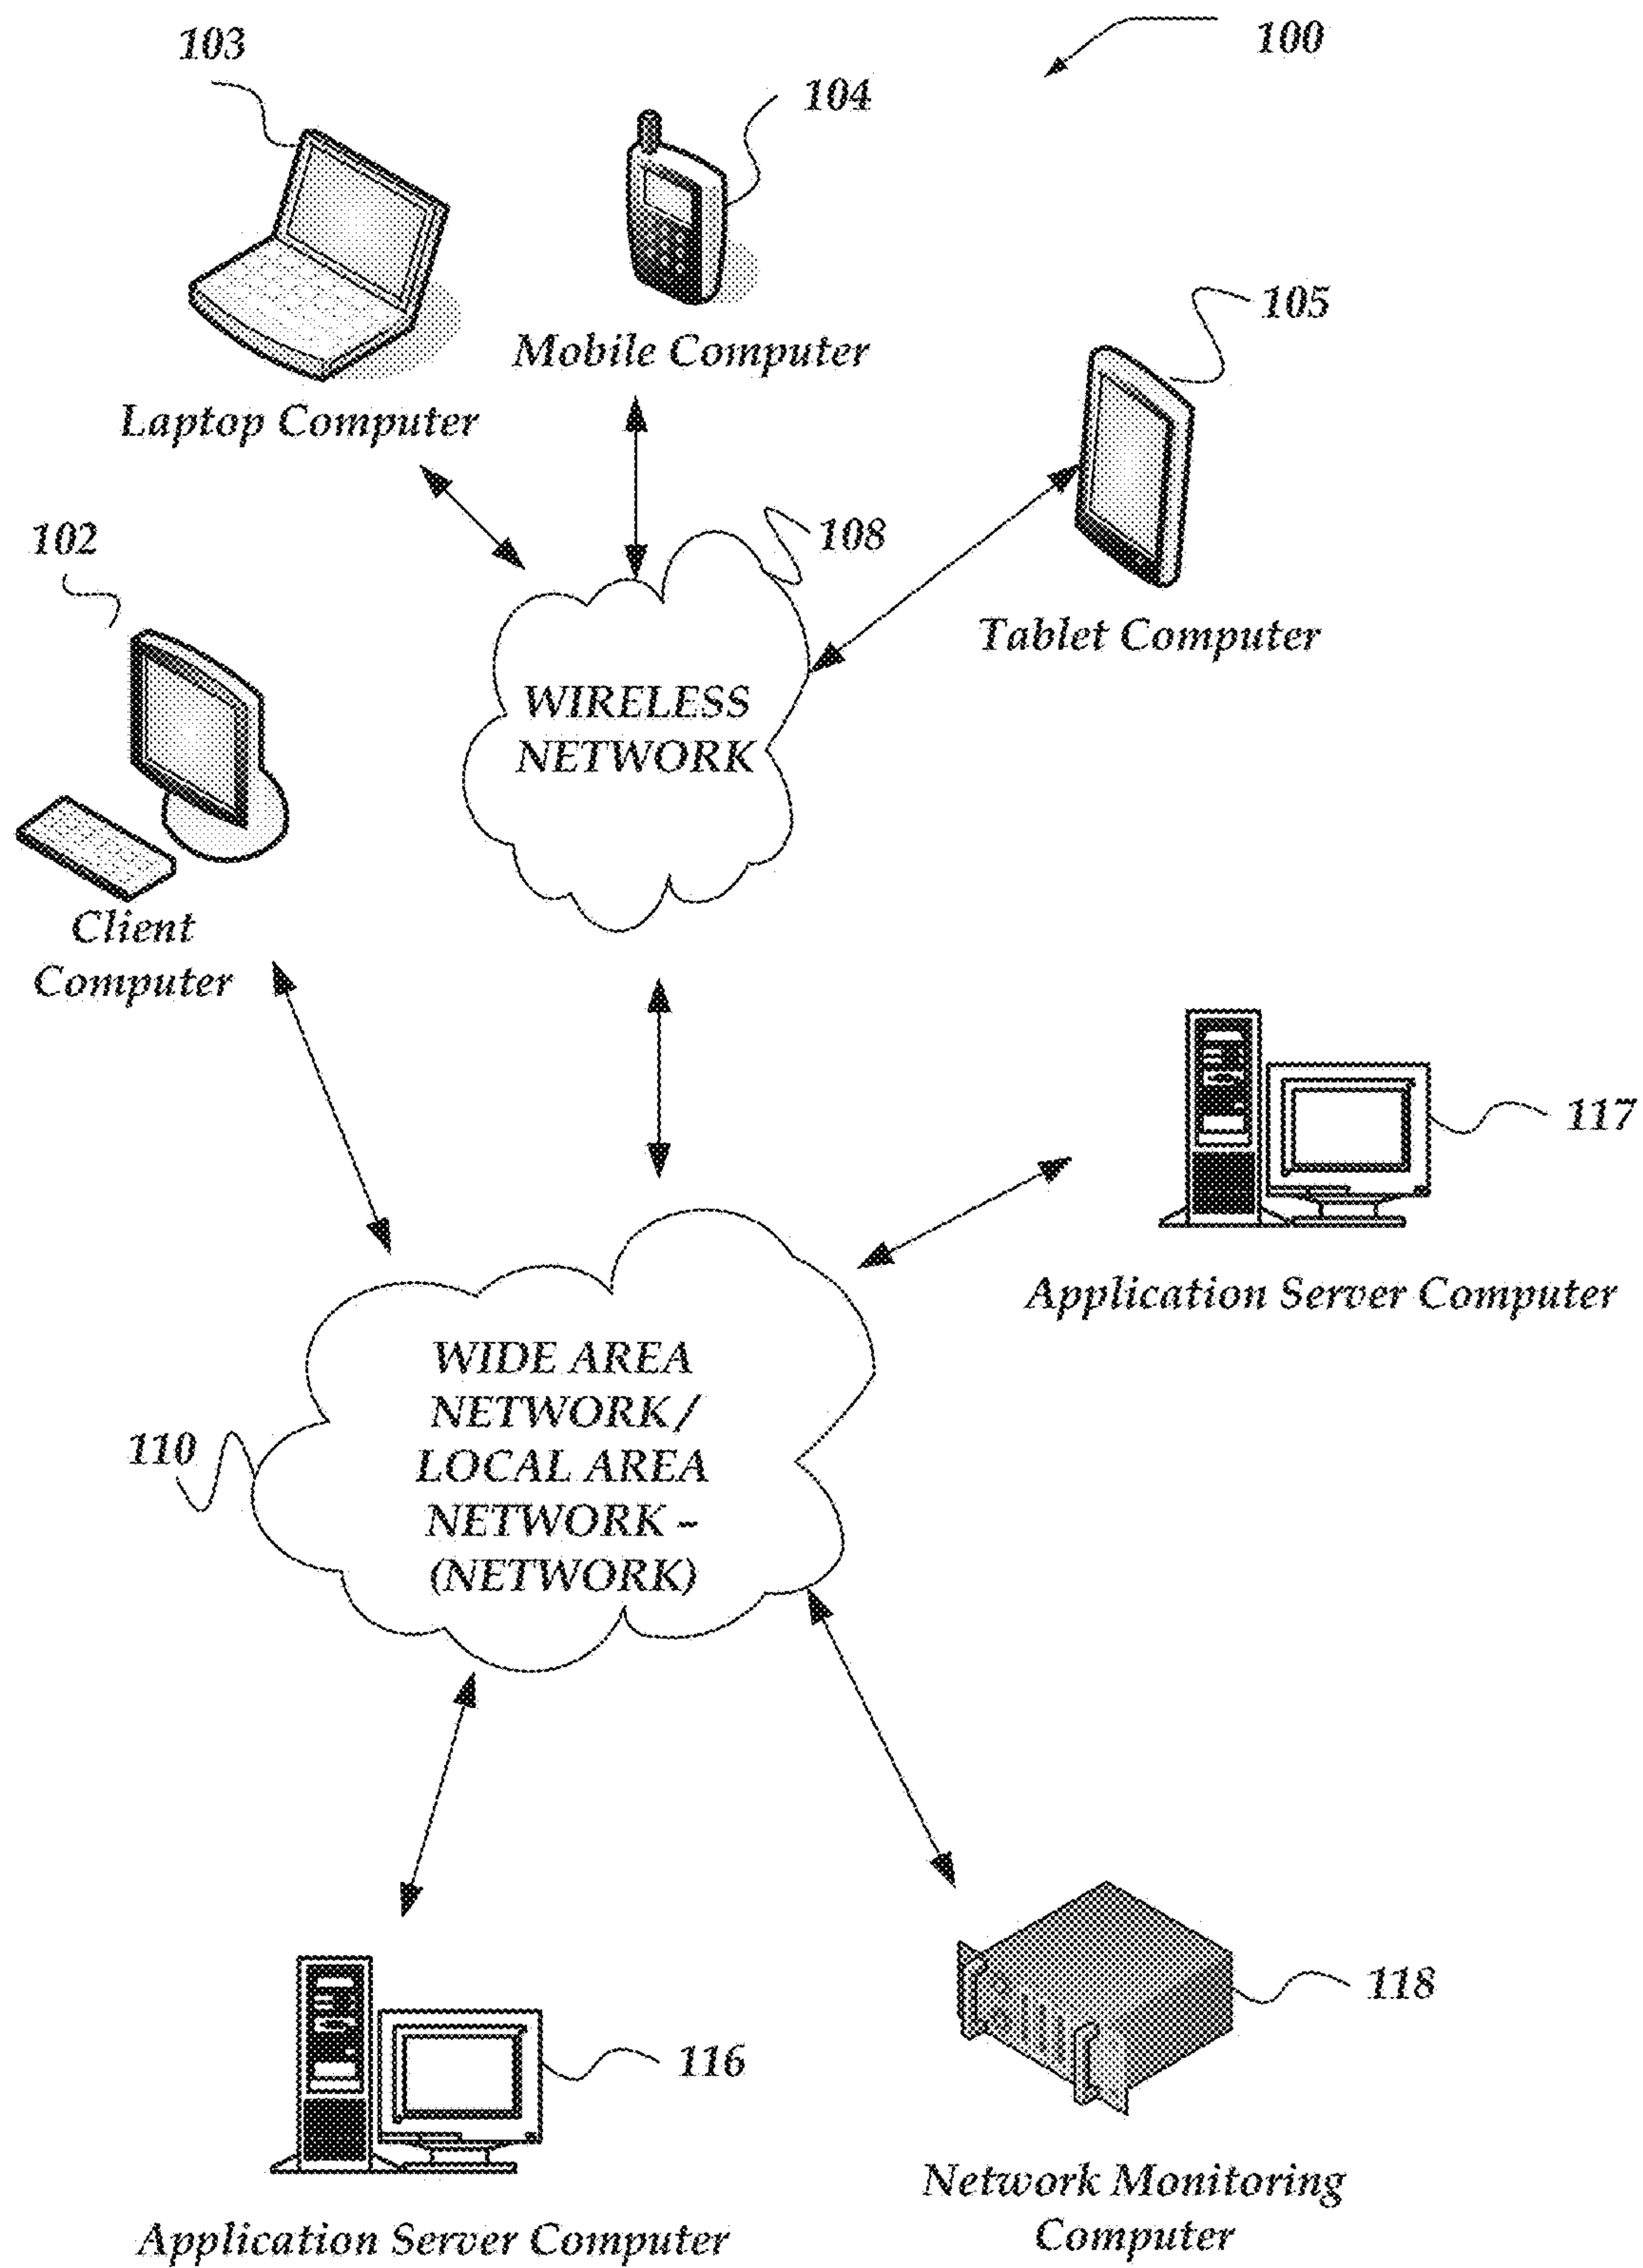 103
100
104
105
Mobile Computer
Laptop Computer
102
108
Tablet Computer
WIRELESS
NETWORK
Client
Computer
117
Application Server Computer
WIDE AREA
NETWORK/
LOCAL AREA
NETWORK –
(NETWORK)
110
118
116
Network Monitoring
Computer
Application Server Computer